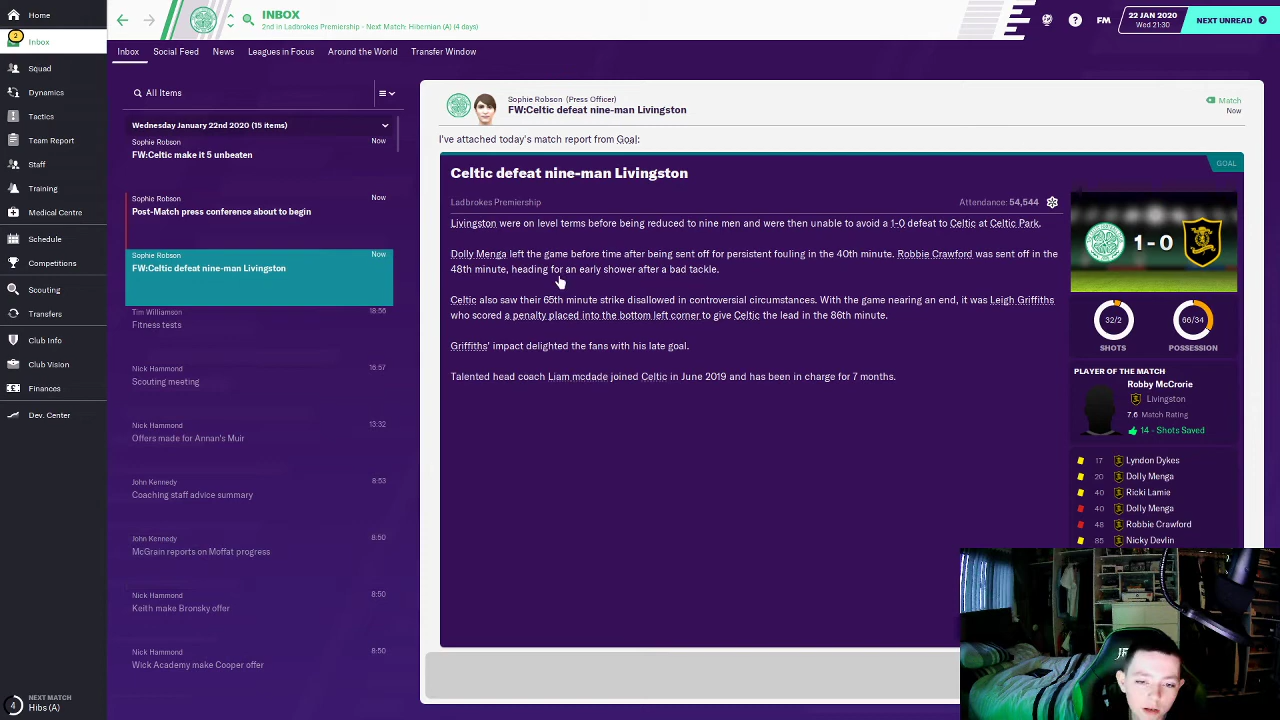 INBOX
2nd in Ladbrokes Premiership - Next Match: Hibernian (A) (4 days)
FM
22 JAN 2020
Wed 21:30
NEXT UNREAD
2
Inbox
Squad
Dynamics
Tactics
Team Report
Staff
Training
Medical Centre
Schedule
Competitions
Scouting
Transfers
Club Info
Club Vision
Finances
Dev. Center
4
NEXT MATCH
Hibs (A)
Inbox
Social Feed
News
Leagues in Focus
Around the World
Transfer Window
All Items
Wednesday January 22nd 2020 (15 items)
Sophie Robson
Now
FW:Celtic make it 5 unbeaten
Sophie Robson
Now
Post-Match press conference about to begin
Sophie Robson
Now
FW:Celtic defeat nine-man Livingston
Tim Williamson
18:56
Fitness tests
Nick Hammond
16:57
Scouting meeting
Nick Hammond
13:32
Offers made for Annan's Muir
John Kennedy
8:53
Coaching staff advice summary
John Kennedy
8:50
McGrain reports on Moffat progress
Nick Hammond
8:50
Keith make Bronsky offer
Nick Hammond
8:50
Wick Academy make Cooper offer
Sophie Robson (Press Officer)
FW:Celtic defeat nine-man Livingston
Match
Now
I've attached today's match report from Goal:
GOAL
Celtic defeat nine-man Livingston
Ladbrokes Premiership
Attendance: 54,544
Livingston were on level terms before being reduced to nine men and were then unable to avoid a 1-0 defeat to Celtic at Celtic Park.
Dolly Menga left the game before time after being sent off for persistent fouling in the 40th minute. Robbie Crawford was sent off in the
48th minute, heading for an early shower after a bad tackle.
Celtic also saw their 65th minute strike disallowed in controversial circumstances. With the game nearing an end, it was Leigh Griffiths
who scored a penalty placed into the bottom left corner to give Celtic the lead in the 86th minute.
Griffiths' impact delighted the fans with his late goal.
Talented head coach Liam mcdade joined Celtic in June 2019 and has been in charge for 7 months.
1-0
32/2
SHOTS
66/34
POSSESSION
PLAYER OF THE MATCH
Robby McCrorie
Livingston
7.6 Match Rating
14 - Shots Saved
17 Lyndon Dykes
20 Dolly Menga
40 Ricki Lamie
40 Dolly Menga
48 Robbie Crawford
85 Nicky Devlin